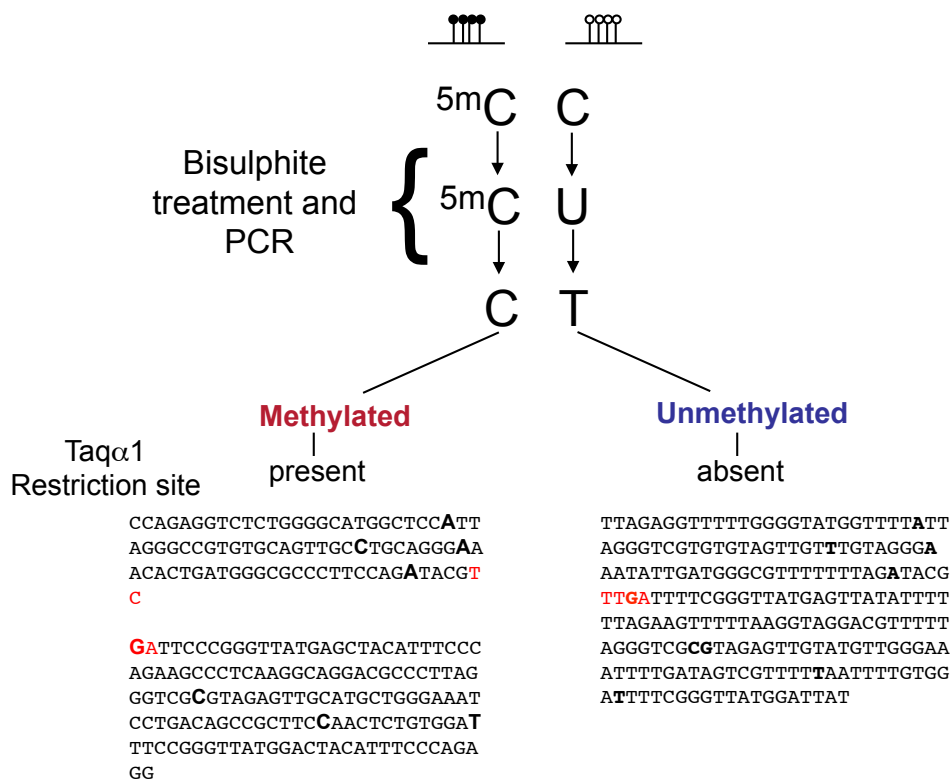 5mC C
Bisulphite
treatment and
PCR
{
5mC U
C T
Methylated
Unmethylated
Taqα1
Restriction site
present
absent
CCAGAGGTCTCTGGGGCATGGCTCCATT
AGGGCCGTGTGCAGTTGCCTGCAGGGAA
ACACTGATGGGCGCCCTTCCAGATACGT
C
GATTCCCGGGTTATGAGCTACATTTCCC
AGAAGCCCTCAAGGCAGGACGCCCTTAG
GGTCGCGTAGAGTTGCATGCTGGGAAAT
CCTGACAGCCGCTTCCAACTCTGTGGAT
TTCCGGGTTATGGACTACATTTCCCAGA
GG
TTAGAGGTTTTTGGGGTATGGTTTTATT
AGGGTCGTGTGTAGTTGTTTGTAGGGA
AATATTGATGGGCGTTTTTTTAGATACG
TTGATTTTCGGGTTATGAGTTATATTTT
TTAGAAGTTTTTAAGGTAGGACGTTTTT
AGGGTCGCGTAGAGTTGTATGTTGGGAA
ATTTTGATAGTCGTTTTTTAATTTTGTGG
ATTTTCGGGTTATGGATTAT